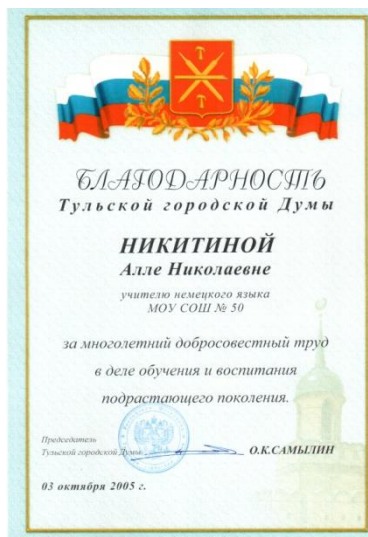 БЛАГОДАРНОСТЬ
Тульской городской Думы
НИКИТИНОЙ
Алле Николаевне
учителю немецкого языка
МОУ СОШ № 50
за многолетний добросовестный труд
в деле обучения и воспитания
подрастающего поколения.
Председатель
Тульской городской Думы
О.К.САМЫЛИН
03 октября 2005 г.